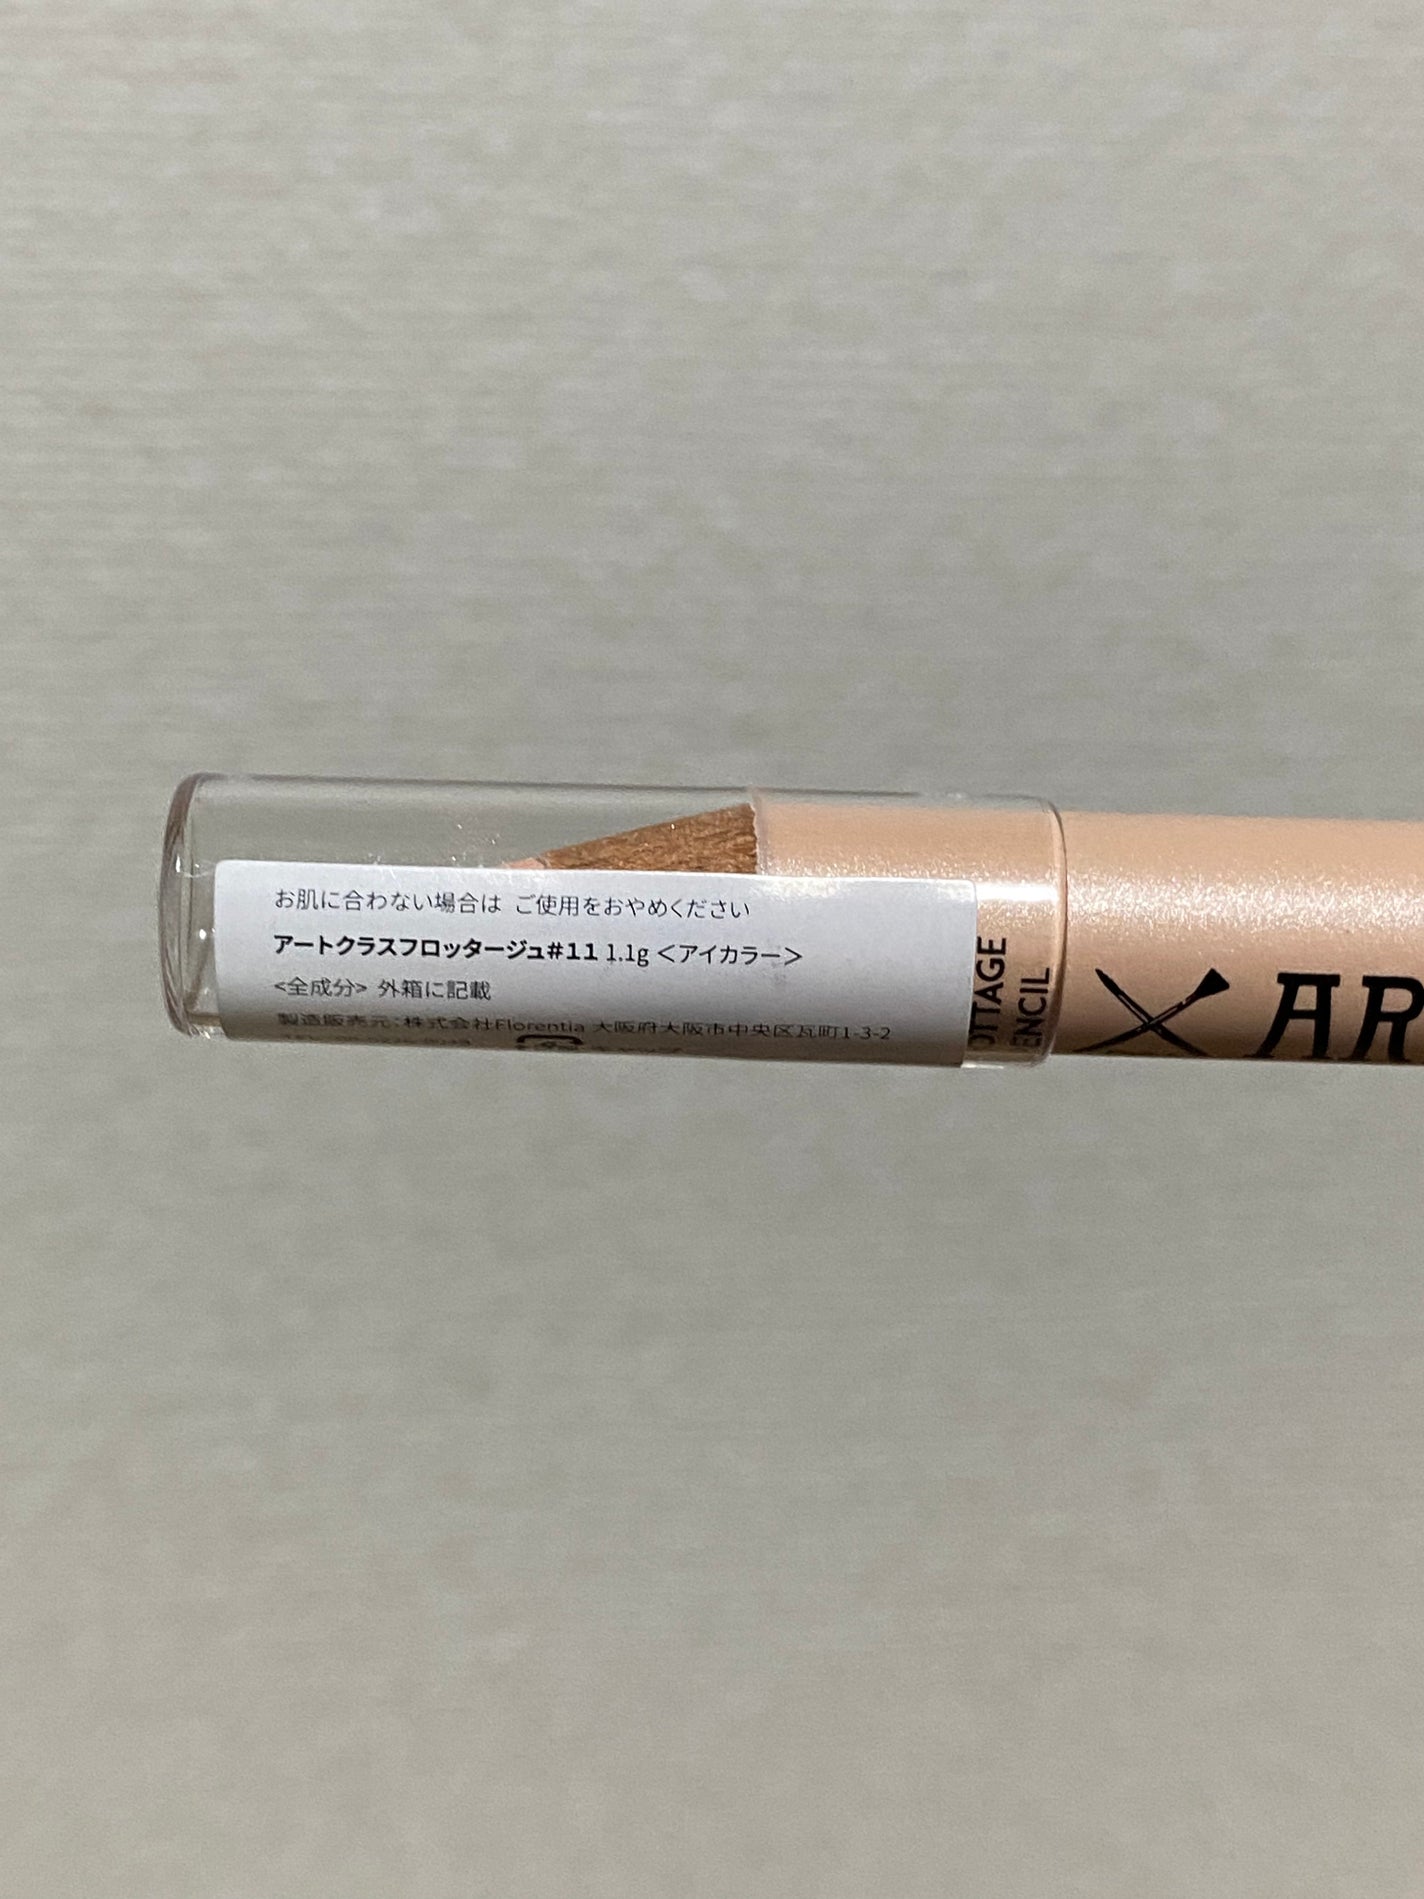 お肌に合わない場合は ご使用をおやめください
アートクラスフロッタージュ#11 1.1g <アイカラー>
<全成分> 外箱に記載
製造販売元:株式会社Florentia 大阪府大阪市中央区瓦町1-3-2
OTTAGE
ENCIL
AR